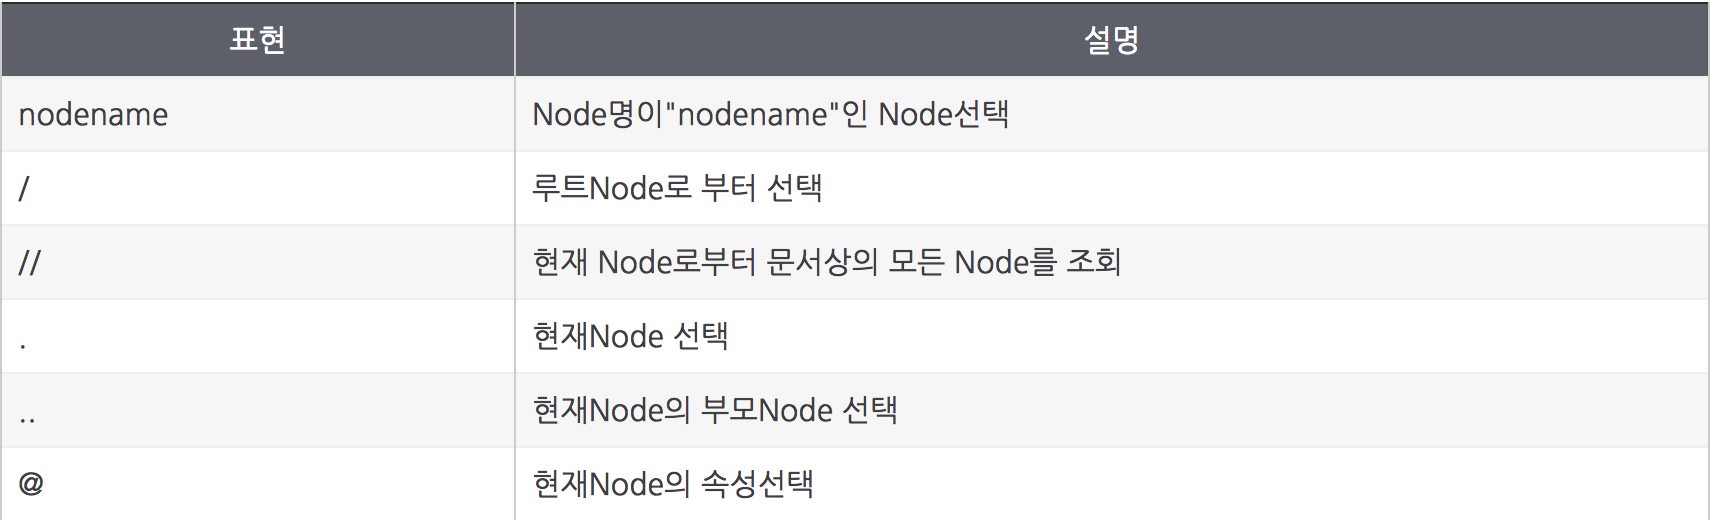 표현 설명
nodename Node명이"nodename"인 Node선택
/ 루트Node로 부터 선택
// 현재 Node로부터 문서상의 모든 Node를 조회
. 현재Node 선택
.. 현재Node의 부모Node 선택
@ 현재Node의 속성선택